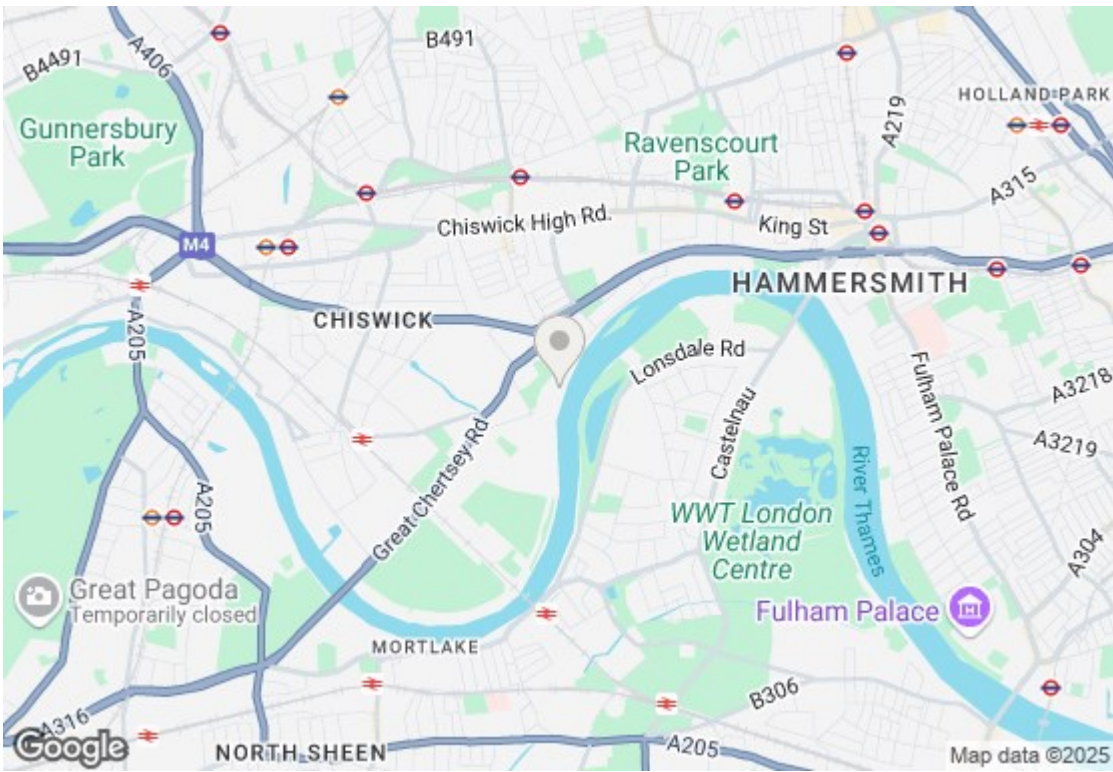 B4491
A406
B491
HOLLAND PARK
A219
Gunnersbury
Park
Ravenscourt
Park
A315
Chiswick High Rd.
King St
M4
HAMMERSMITH
CHISWICK
A205
Lonsdale Rd
Fulham Palace Rd
A3218
A3219
Castelnau
River Thames
A205
Great Chertsey Rd
WWT London
Wetland
Centre
A304
Great Pagoda
Temporarily closed
Fulham Palace
MORTLAKE
B306
A316
Google
NORTH SHEEN
A205
Map data ©2025